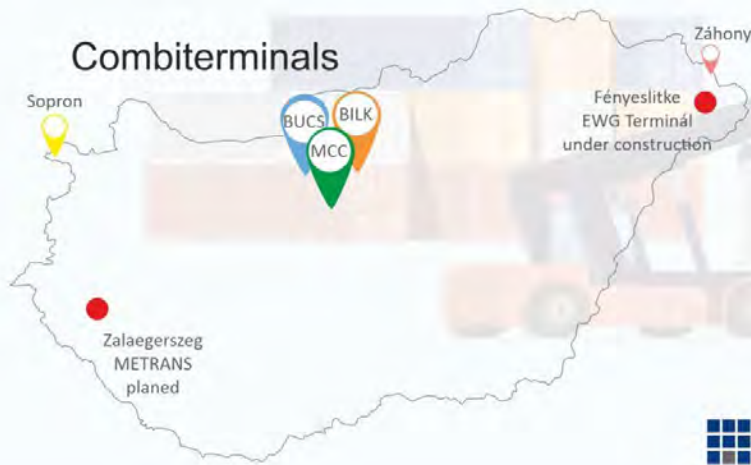 Combiterminals
Záhony
Sopron
BUCS
BILK
MCC
Fényeslitke
EWG Terminál
under construction
Zalaegerszeg
METRANS
planed